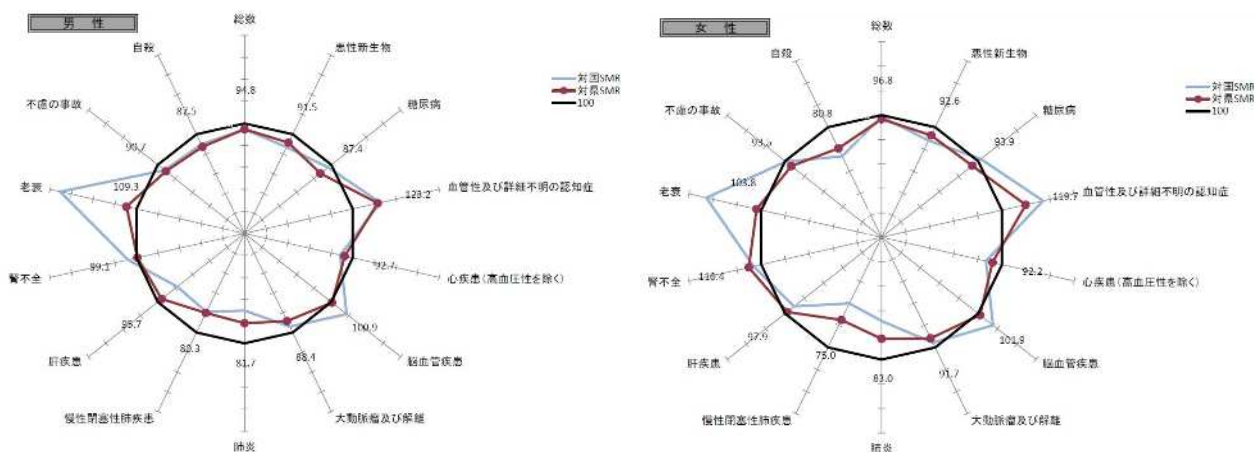 男 性
総数
悪性新生物
糖尿病
血管性及び詳細不明の認知症
心疾患(高血圧性を除く)
脳血管疾患
大動脈瘤及び解離
肺炎
慢性閉塞性肺疾患
肝疾患
腎不全
老衰
不慮の事故
自殺
94.8
91.5
87.4
123.2
92.7
100.9
88.4
81.7
80.3
95.7
99.1
109.3
90.7
87.5
対国SMR
対県SMR
100
女 性
総数
悪性新生物
糖尿病
血管性及び詳細不明の認知症
心疾患(高血圧性を除く)
脳血管疾患
大動脈瘤及び解離
肺炎
慢性閉塞性肺疾患
肝疾患
腎不全
老衰
不慮の事故
自殺
96.8
92.6
93.9
119.7
92.2
101.9
91.7
83.0
75.0
97.9
110.4
103.8
93.5
80.8
対国SMR
対県SMR
100